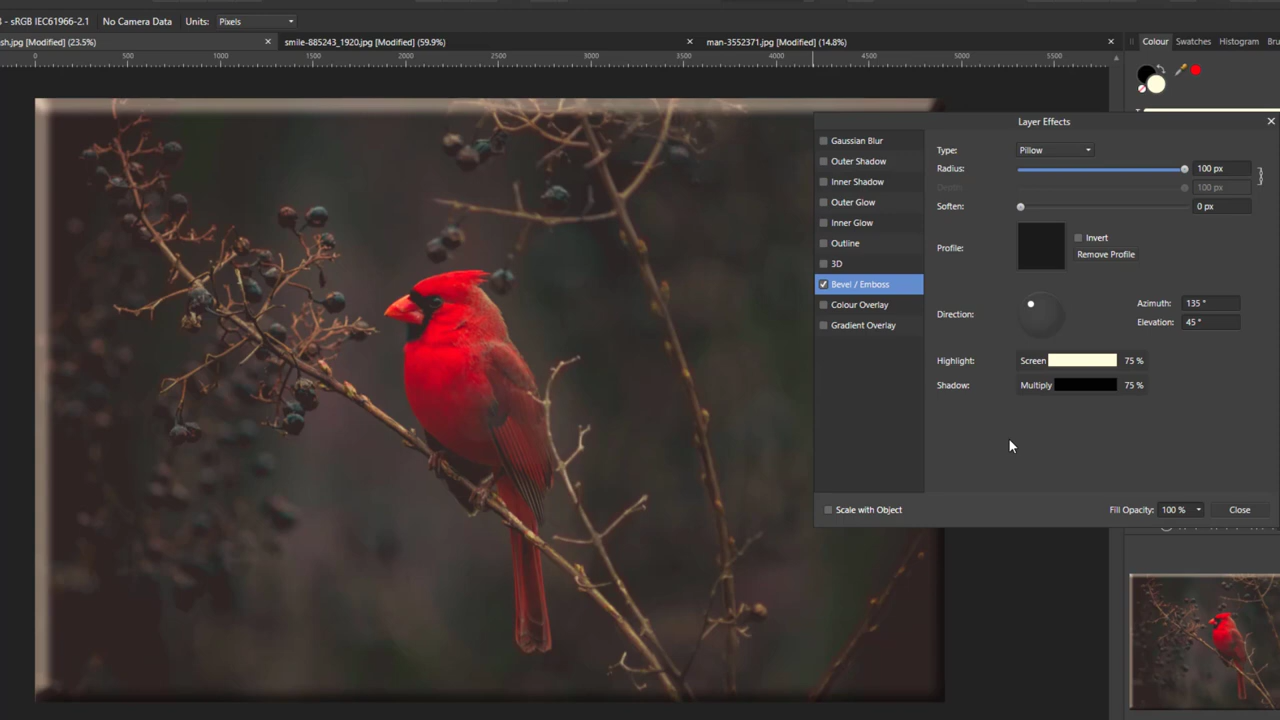 - sRGB IEC61966-2.1 No Camera Data Units: Pixels
sh.jpg [Modified] (23.5%) smile-885243_1920.jpg [Modified] (59.9%) man-3552371.jpg [Modified] (14.8%) Colour Swatches Histogram Bru
0 500 1000 1500 2000 2500 3000 3500 4500 5000 5500
Layer Effects
Gaussian Blur
Outer Shadow
Inner Shadow
Outer Glow
Inner Glow
Outline
3D
Bevel / Emboss
Colour Overlay
Gradient Overlay
Type: Pillow
Radius: 100 px
Depth: 100 px
Soften: 0 px
Profile: Invert
Remove Profile
Direction: Azimuth: 135 °
Elevation: 45 °
Highlight: Screen 75 %
Shadow: Multiply 75 %
Scale with Object Fill Opacity: 100 % Close